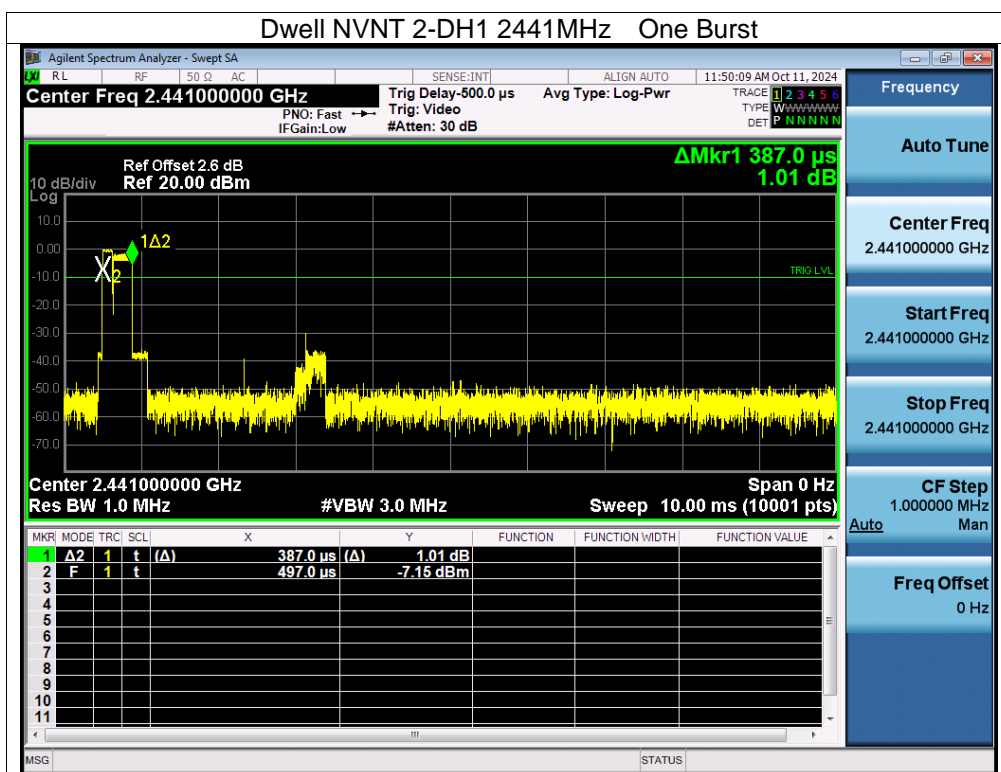 Dwell NVNT 2-DH1 2441MHz One Burst
Agilent Spectrum Analyzer - Swept SA
LXI RL RF 50 Ω AC SENSE:INT ALIGN AUTO 11:50:09 AM Oct 11, 2024
Center Freq 2.441000000 GHz
PNO: Fast
IFGain:Low
Trig Delay-500.0 µs
Trig: Video
#Atten: 30 dB
Avg Type: Log-Pwr
TRACE 1 2 3 4 5 6
TYPE WWWWWWW
DET P N N N N N
ΔMkr1 387.0 µs
1.01 dB
Ref Offset 2.6 dB
10 dB/div Ref 20.00 dBm
Log
10.0
0.00
-10.0
-20.0
-30.0
-40.0
-50.0
-60.0
-70.0
1Δ2
2
TRIG LVL
Center 2.441000000 GHz Span 0 Hz
Res BW 1.0 MHz #VBW 3.0 MHz Sweep 10.00 ms (10001 pts)
MKR MODE TRC SCL X Y FUNCTION FUNCTION WIDTH FUNCTION VALUE
1 Δ2 1 t (Δ) 387.0 µs (Δ) 1.01 dB
2 F 1 t 497.0 µs -7.15 dBm
3
4
5
6
7
8
9
10
11
MSG STATUS
Frequency
Auto Tune
Center Freq
2.441000000 GHz
Start Freq
2.441000000 GHz
Stop Freq
2.441000000 GHz
CF Step
1.000000 MHz
Auto Man
Freq Offset
0 Hz